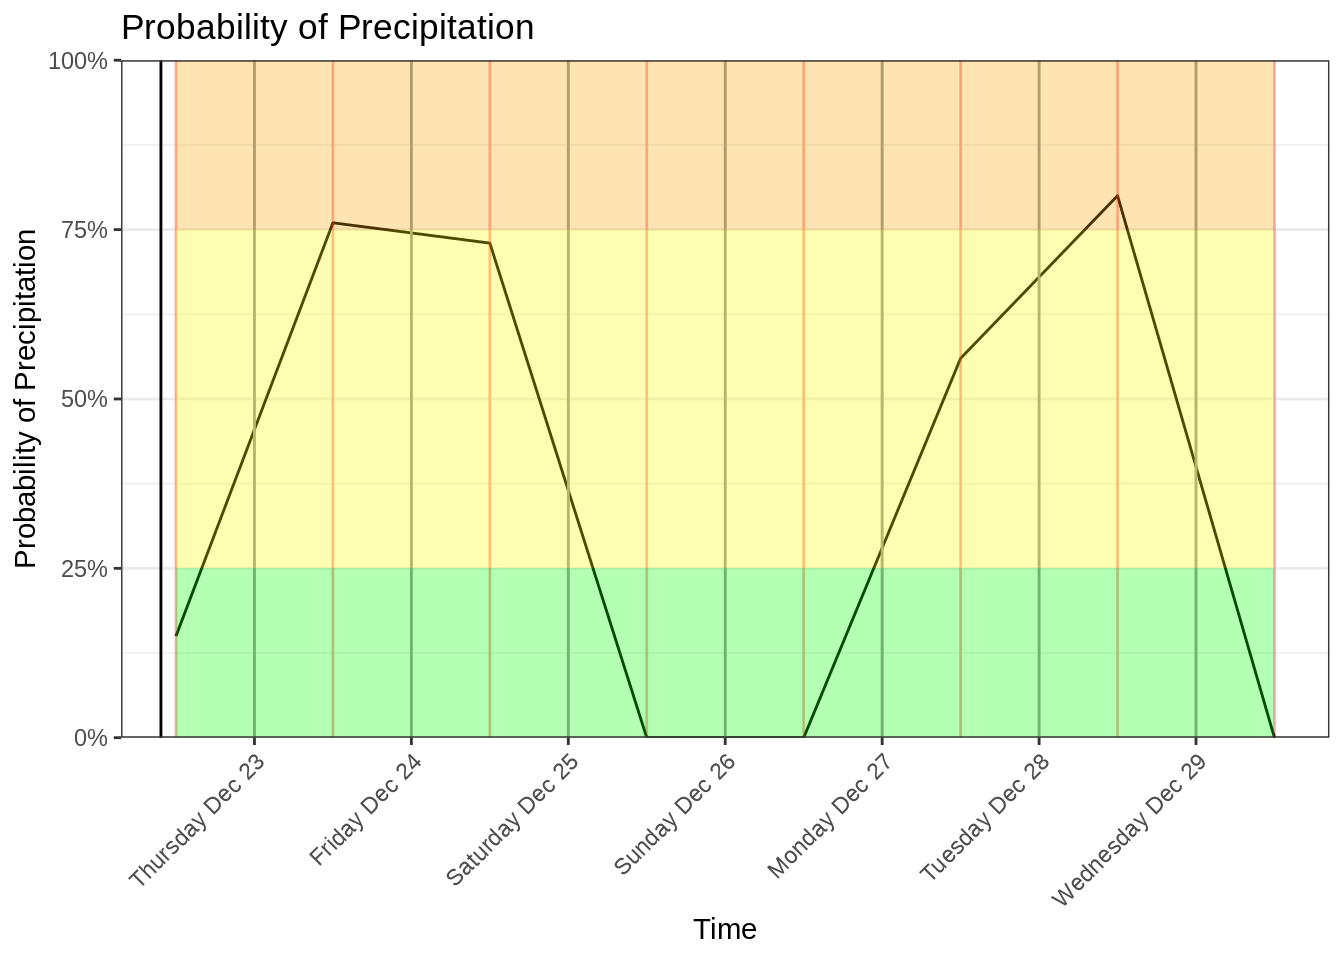 Probability of Precipitation
Probability of Precipitation
100%
75%
50%
25%
0%
Thursday Dec 23
Friday Dec 24
Saturday Dec 25
Sunday Dec 26
Monday Dec 27
Tuesday Dec 28
Wednesday Dec 29
Time